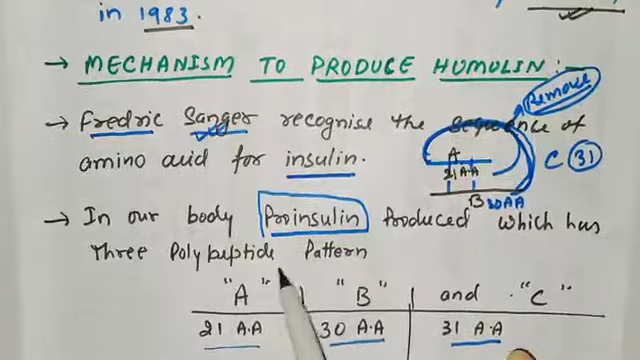 in 1983.
→ MECHANISM TO PRODUCE HUMULIN :-
→ Fredric Sanger recognise the sequence of
Remove
amino acid for insulin.
A
21 A.A
C 31
B 30 AA
→ In our body Proinsulin Produced which has
three Polypeptide Pattern
"A" | "B" | and "C"
21 A.A 30 A.A 31 A.A